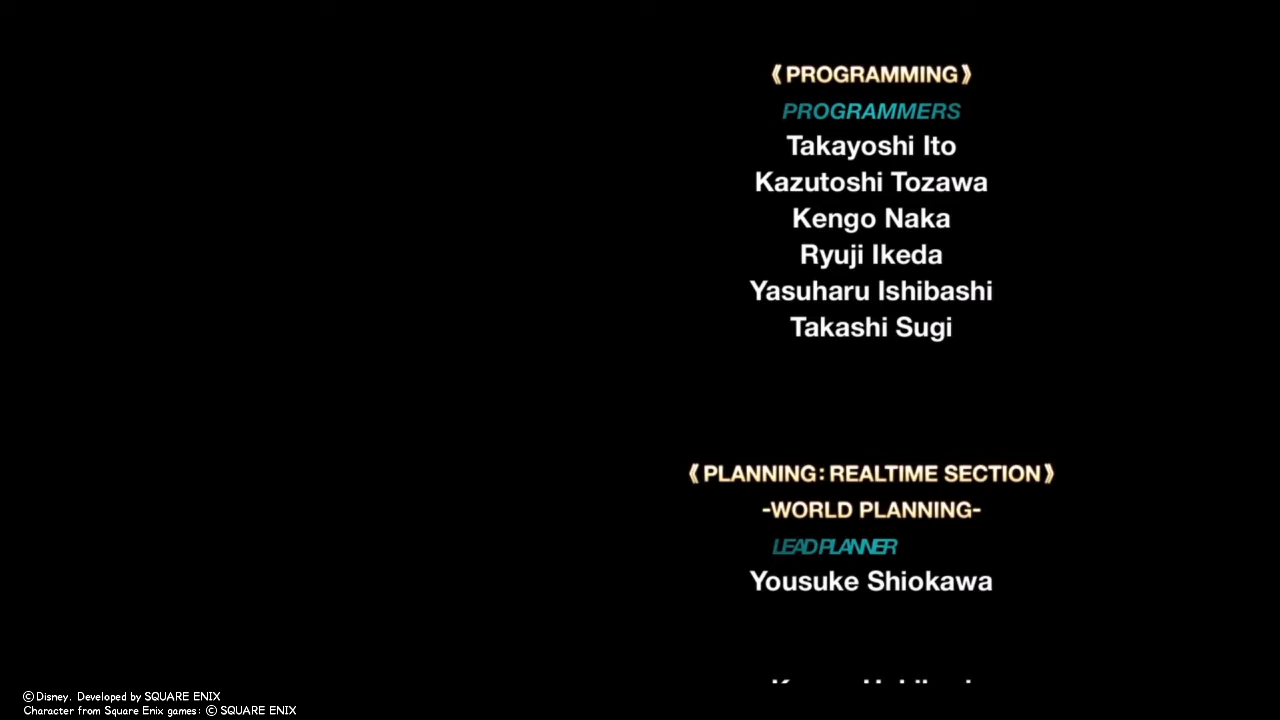 《PROGRAMMING》
PROGRAMMERS
Takayoshi Ito
Kazutoshi Tozawa
Kengo Naka
Ryuji Ikeda
Yasuharu Ishibashi
Takashi Sugi
《PLANNING: REALTIME SECTION》
-WORLD PLANNING-
LEAD PLANNER
Yousuke Shiokawa
©Disney. Developed by SQUARE ENIX
Character from Square Enix games: © SQUARE ENIX